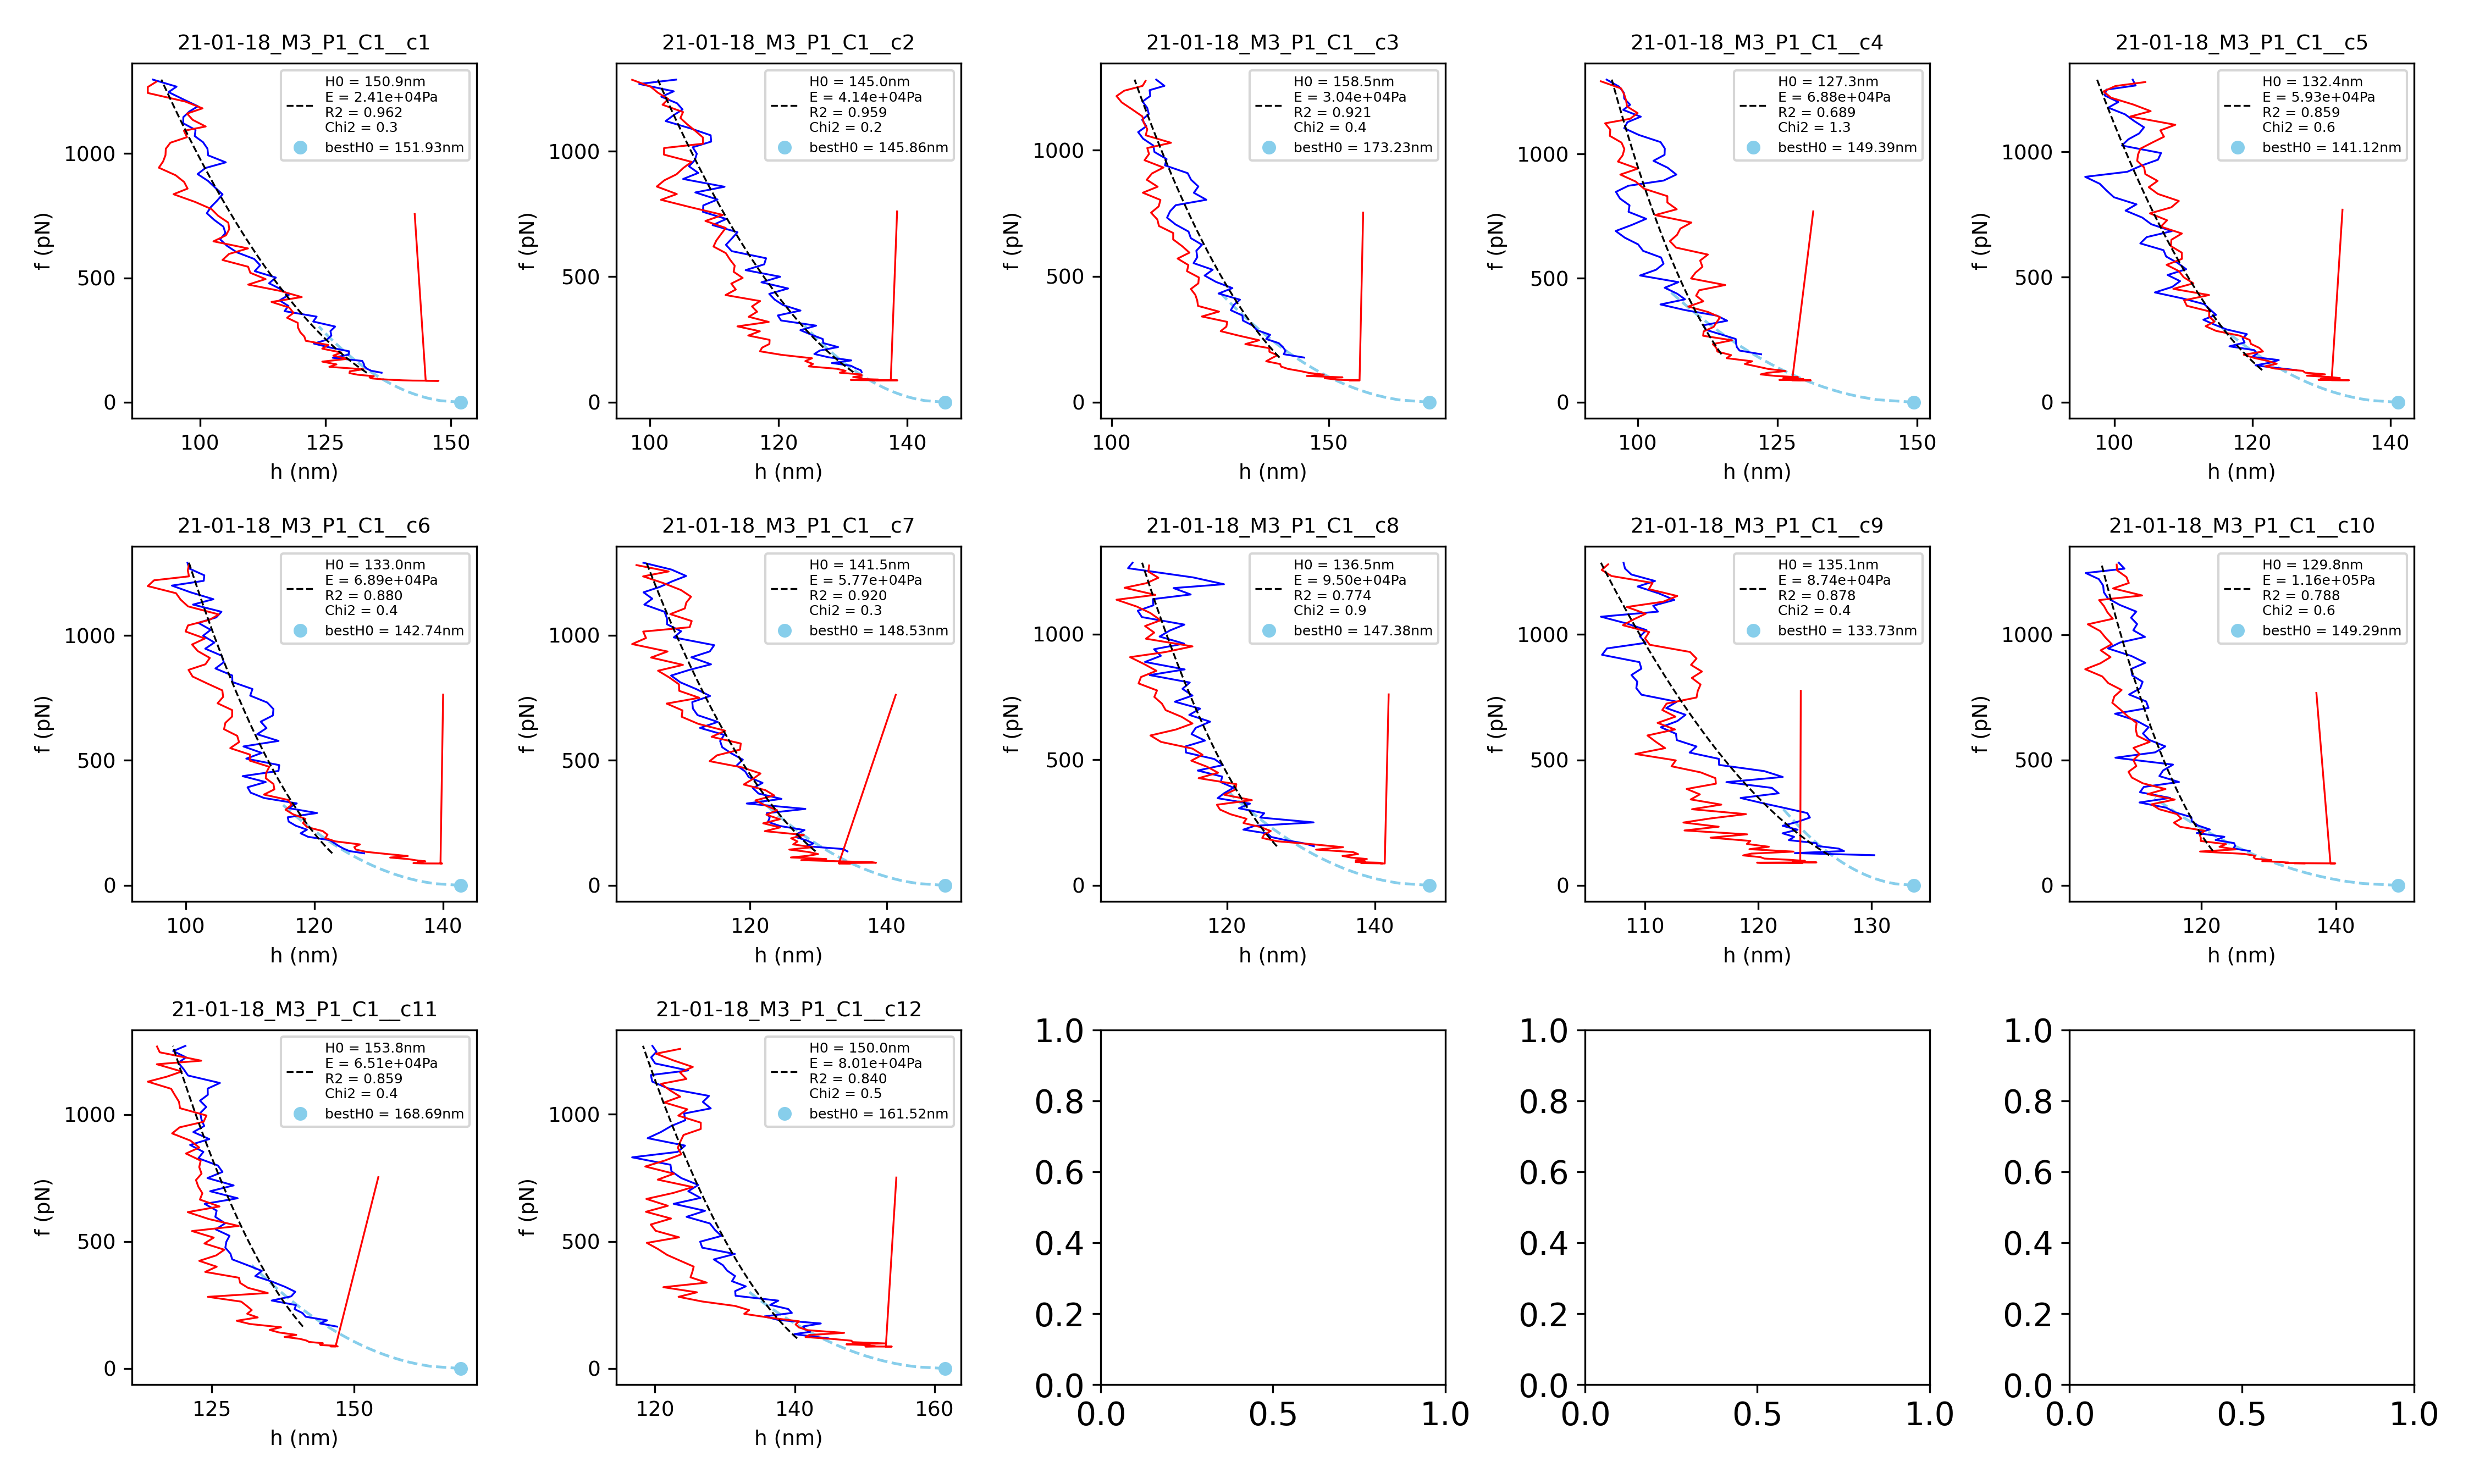 21-01-18_M3_P1_C1__c1
H0 = 150.9nm
E = 2.41e+04Pa
R2 = 0.962
Chi2 = 0.3
bestH0 = 151.93nm
f (pN)
1000
500
0
100
125
150
h (nm)
21-01-18_M3_P1_C1__c2
H0 = 145.0nm
E = 4.14e+04Pa
R2 = 0.959
Chi2 = 0.2
bestH0 = 145.86nm
f (pN)
1000
500
0
100
120
140
h (nm)
21-01-18_M3_P1_C1__c3
H0 = 158.5nm
E = 3.04e+04Pa
R2 = 0.921
Chi2 = 0.4
bestH0 = 173.23nm
f (pN)
1000
500
0
100
150
h (nm)
21-01-18_M3_P1_C1__c4
H0 = 127.3nm
E = 6.88e+04Pa
R2 = 0.689
Chi2 = 1.3
bestH0 = 149.39nm
f (pN)
1000
500
0
100
125
150
h (nm)
21-01-18_M3_P1_C1__c5
H0 = 132.4nm
E = 5.93e+04Pa
R2 = 0.859
Chi2 = 0.6
bestH0 = 141.12nm
f (pN)
1000
500
0
100
120
140
h (nm)
21-01-18_M3_P1_C1__c6
H0 = 133.0nm
E = 6.89e+04Pa
R2 = 0.880
Chi2 = 0.4
bestH0 = 142.74nm
f (pN)
1000
500
0
100
120
140
h (nm)
21-01-18_M3_P1_C1__c7
H0 = 141.5nm
E = 5.77e+04Pa
R2 = 0.920
Chi2 = 0.3
bestH0 = 148.53nm
f (pN)
1000
500
0
120
140
h (nm)
21-01-18_M3_P1_C1__c8
H0 = 136.5nm
E = 9.50e+04Pa
R2 = 0.774
Chi2 = 0.9
bestH0 = 147.38nm
f (pN)
1000
500
0
120
140
h (nm)
21-01-18_M3_P1_C1__c9
H0 = 135.1nm
E = 8.74e+04Pa
R2 = 0.878
Chi2 = 0.4
bestH0 = 133.73nm
f (pN)
1000
500
0
110
120
130
h (nm)
21-01-18_M3_P1_C1__c10
H0 = 129.8nm
E = 1.16e+05Pa
R2 = 0.788
Chi2 = 0.6
bestH0 = 149.29nm
f (pN)
1000
500
0
120
140
h (nm)
21-01-18_M3_P1_C1__c11
H0 = 153.8nm
E = 6.51e+04Pa
R2 = 0.859
Chi2 = 0.4
bestH0 = 168.69nm
f (pN)
1000
500
0
125
150
h (nm)
21-01-18_M3_P1_C1__c12
H0 = 150.0nm
E = 8.01e+04Pa
R2 = 0.840
Chi2 = 0.5
bestH0 = 161.52nm
f (pN)
1000
500
0
120
140
160
h (nm)
1.0
0.8
0.6
0.4
0.2
0.0
0.0
0.5
1.0
1.0
0.8
0.6
0.4
0.2
0.0
0.0
0.5
1.0
1.0
0.8
0.6
0.4
0.2
0.0
0.0
0.5
1.0